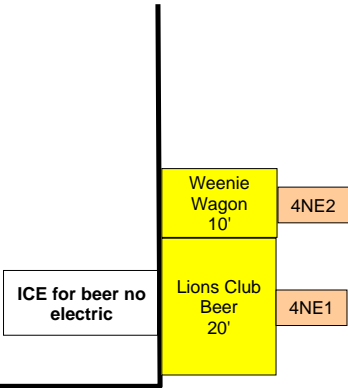 Weenie
Wagon
10'
4NE2
ICE for beer no
electric
Lions Club
Beer
20'
4NE1